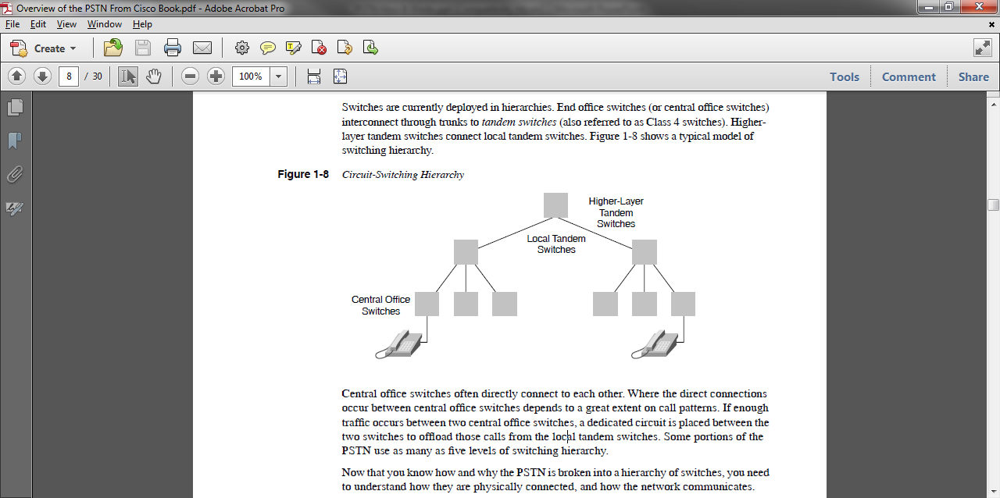 Overview of the PSTN From Cisco Book.pdf - Adobe Acrobat Pro
File Edit View Window Help
Create
8 / 30
100%
Tools Comment Share
Switches are currently deployed in hierarchies. End office switches (or central office switches)
interconnect through trunks to tandem switches (also referred to as Class 4 switches). Higher-
layer tandem switches connect local tandem switches. Figure 1-8 shows a typical model of
switching hierarchy.
Figure 1-8 Circuit-Switching Hierarchy
Higher-Layer
Tandem
Switches
Local Tandem
Switches
Central Office
Switches
Central office switches often directly connect to each other. Where the direct connections
occur between central office switches depends to a great extent on call patterns. If enough
traffic occurs between two central office switches, a dedicated circuit is placed between the
two switches to offload those calls from the local tandem switches. Some portions of the
PSTN use as many as five levels of switching hierarchy.
Now that you know how and why the PSTN is broken into a hierarchy of switches, you need
to understand how they are physically connected, and how the network communicates.